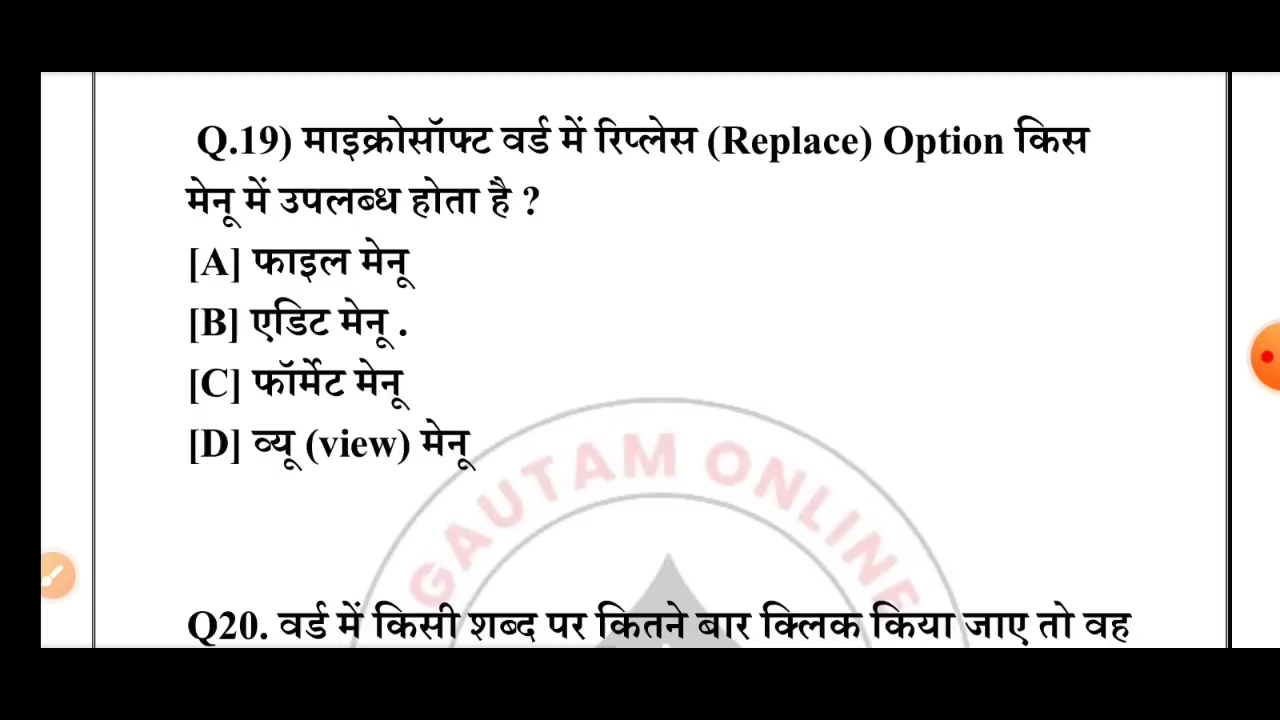 Q.19) माइक्रोसॉफ्ट वर्ड में रिप्लेस (Replace) Option किस
मेनू में उपलब्ध होता है ?
[A] फाइल मेनू
[B] एडिट मेनू .
[C] फॉर्मेट मेनू
[D] व्यू (view) मेनू
GAUTAM ONLINE
Q20. वर्ड में किसी शब्द पर कितने बार क्लिक किया जाए तो वह